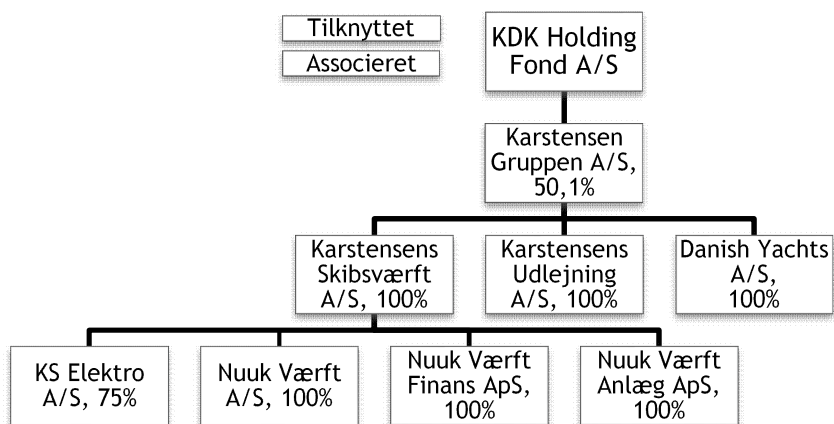 Tilknyttet
Associeret
KDK Holding
Fond A/S
Karstensen
Gruppen A/S,
50,1%
Karstensens
Skibsværft
A/S, 100%
Karstensens
Udlejning
A/S, 100%
Danish Yachts
A/S,
100%
KS Elektro
A/S, 75%
Nuuk Værft
A/S, 100%
Nuuk Værft
Finans ApS,
100%
Nuuk Værft
Anlæg ApS,
100%